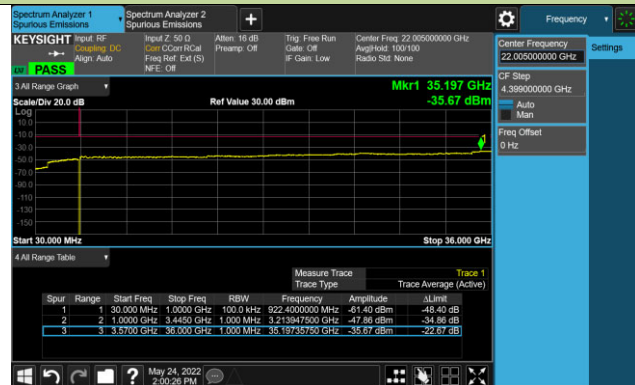 Spectrum Analyzer 1
Spurious Emissions
Spectrum Analyzer 2
Spurious Emissions
+
Frequency
KEYSIGHT
Input: RF
Coupling: DC
Align: Auto
Input Z: 50 Ω
Corr CCorr RCal
Freq Ref: Ext (S)
NFE: Off
Atten: 16 dB
Preamp: Off
Trig: Free Run
Gate: Off
IF Gain: Low
Center Freq: 22.005000000 GHz
Avg|Hold: 100/100
Radio Std: None
PASS
Center Frequency
22.005000000 GHz
Settings
CF Step
4.399000000 GHz
Auto
Man
Freq Offset
0 Hz
3 All Range Graph
Mkr1 35.197 GHz
-35.67 dBm
Scale/Div 20.0 dB
Ref Value 30.00 dBm
Log
10.0
-10.0
-30.0
-50.0
-70.0
-90.0
-110
-130
-150
1
Start 30.000 MHz
Stop 36.000 GHz
4 All Range Table
Measure Trace Trace 1
Trace Type Trace Average (Active)
Spur Range Start Freq Stop Freq RBW Frequency Amplitude ΔLimit
1 1 30.000 MHz 1.0000 GHz 100.0 kHz 922.4000000 MHz -61.40 dBm -48.40 dB
2 2 1.0000 GHz 3.4450 GHz 1.000 MHz 3.213947500 GHz -47.86 dBm -34.86 dB
3 3 3.5700 GHz 36.000 GHz 1.000 MHz 35.19735750 GHz -35.67 dBm -22.67 dB
?
May 24, 2022
2:00:26 PM